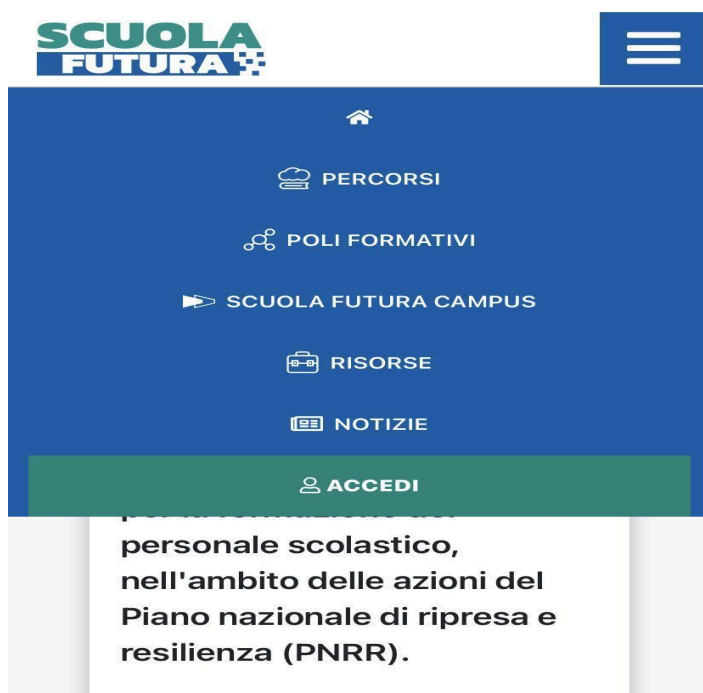 SCUOLA
FUTURA
PERCORSI
POLI FORMATIVI
SCUOLA FUTURA CAMPUS
RISORSE
NOTIZIE
ACCEDI
personale scolastico,
nell'ambito delle azioni del
Piano nazionale di ripresa e
resilienza (PNRR).